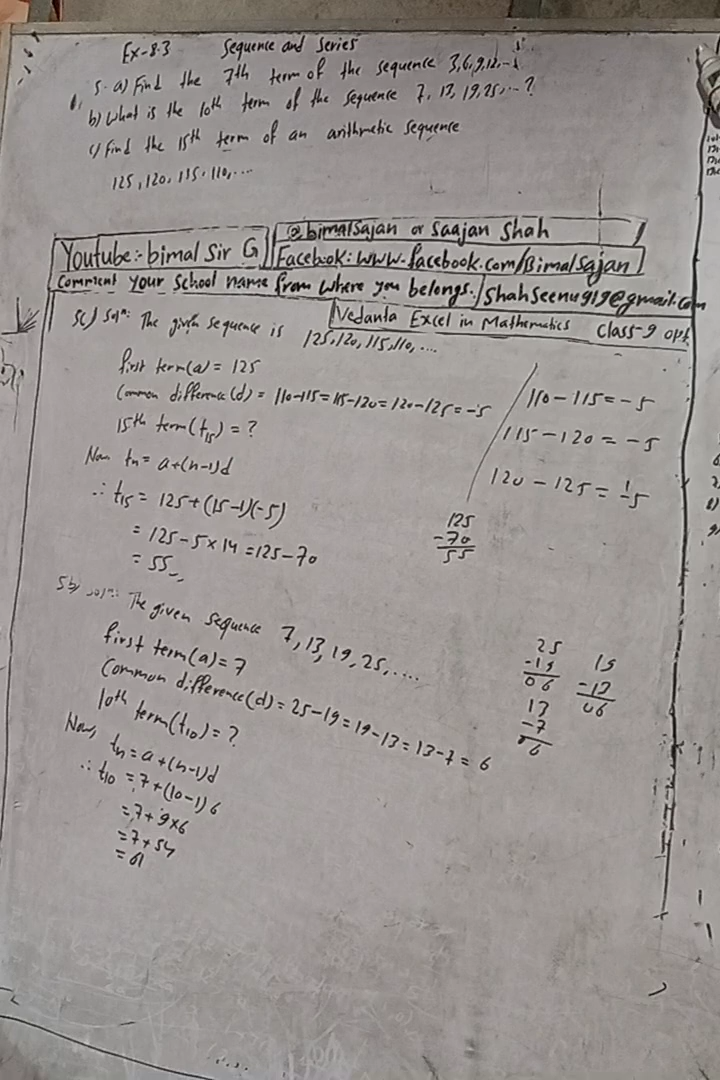 Ex-8.3 Sequence and Series
5. a) Find the 7th term of the sequence 3,6,9,12,...
b) What is the 10th term of the sequence 7, 13, 19, 25,...?
c) Find the 15th term of an arithmetic sequence
125, 120, 115, 110,...
@bimalsajan or Saajan Shah
Youtube:- bimal Sir G
Facebook: www.facebook.com/Bimalsajan
Comment your School name from where you belongs. / Shahseenu919@gmail.com
Vedanta Excel in Mathematics Class-9 opt.
5c) Soln: The given sequence is 125, 120, 115, 110, ...
first term(a) = 125
Common difference (d) = 110-115 = 115-120 = 120-125 = -5
15th term (t15) = ?
Now tn = a+(n-1)d
∴ t15 = 125+(15-1)(-5)
= 125-5×14 = 125-70
= 55
110-115 = -5
115-120 = -5
120-125 = -5
125
-70
55
5b) Soln: The given sequence 7, 13, 19, 25, ....
first term(a) = 7
Common difference(d) = 25-19 = 19-13 = 13-7 = 6
10th term(t10) = ?
Now,
tn = a+(n-1)d
∴ t10 = 7+(10-1)6
= 7+9×6
= 7+54
= 61
25
-19
06
19
-13
06
13
-7
6